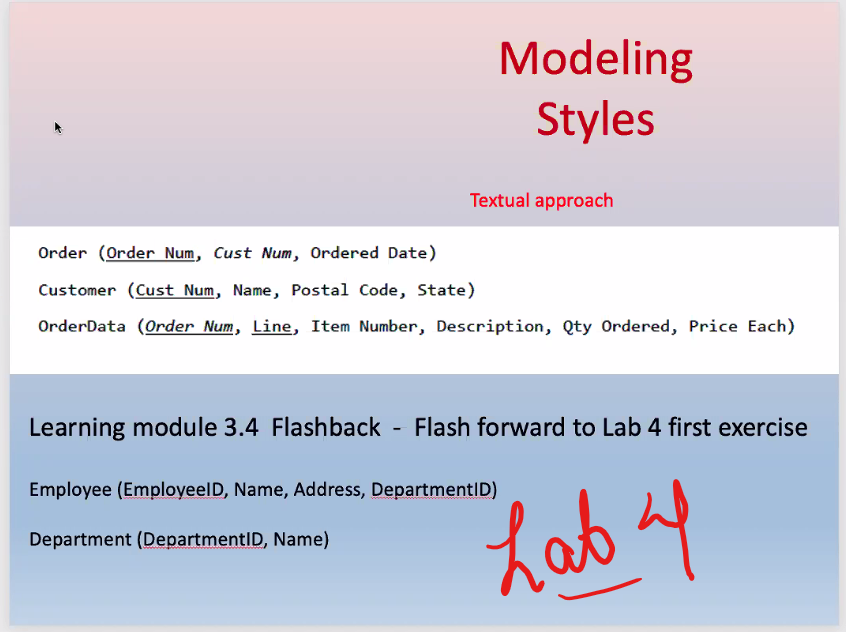 Modeling
Styles
Textual approach
Order (Order Num, Cust Num, Ordered Date)
Customer (Cust Num, Name, Postal Code, State)
OrderData (Order Num, Line, Item Number, Description, Qty Ordered, Price Each)
Learning module 3.4 Flashback - Flash forward to Lab 4 first exercise
Employee (EmployeeID, Name, Address, DepartmentID)
Department (DepartmentID, Name)
Lab 4